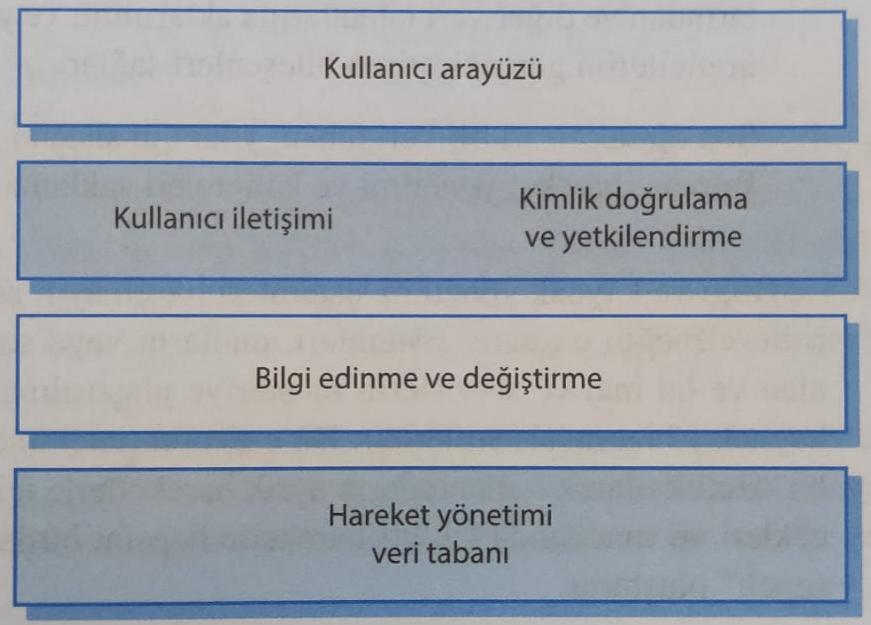 Kullanıcı arayüzü
Kullanıcı iletişimi
Kimlik doğrulama
ve yetkilendirme
Bilgi edinme ve değiştirme
Hareket yönetimi
veri tabanı